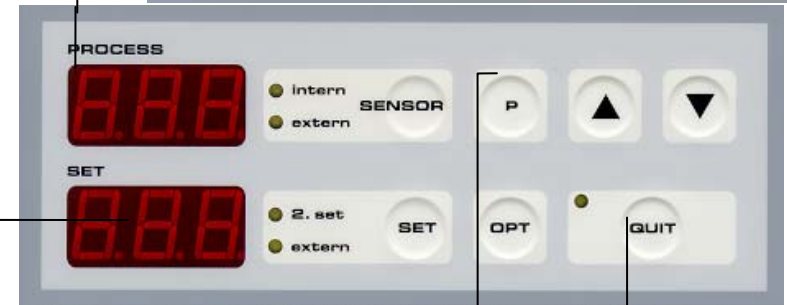 PROCESS
intern
extern
SENSOR
P
▲
▼
SET
2. set
extern
SET
OPT
QUIT